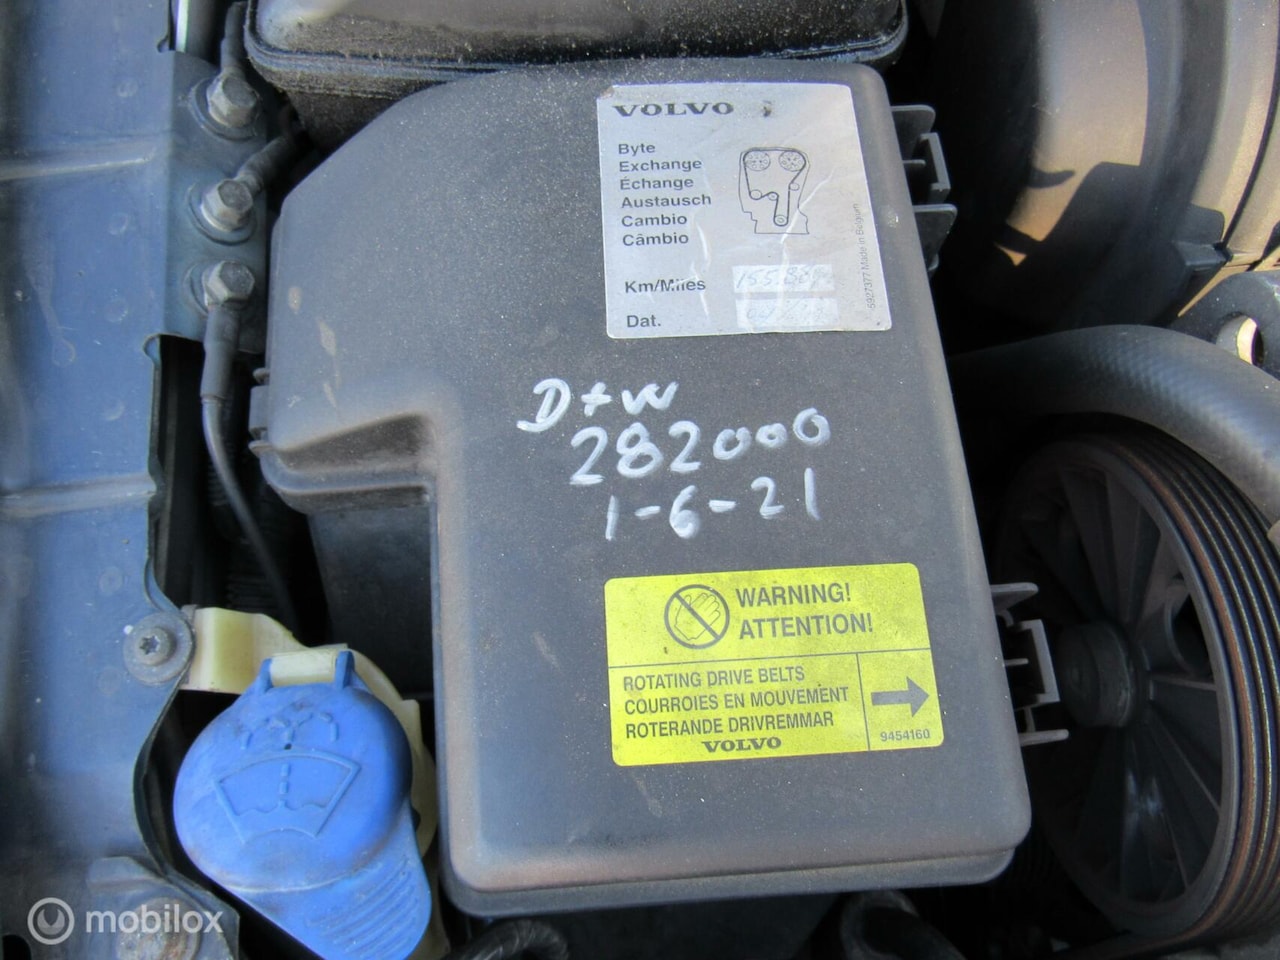 VOLVO
Byte
Exchange
Échange
Austausch
Cambio
Câmbio
Km/Miles
Dat.
5927377 Made in Belgium
D+W
282000
1-6-21
WARNING!
ATTENTION!
ROTATING DRIVE BELTS
COURROIES EN MOUVEMENT
ROTERANDE DRIVREMMAR
VOLVO
9454160
mobilox